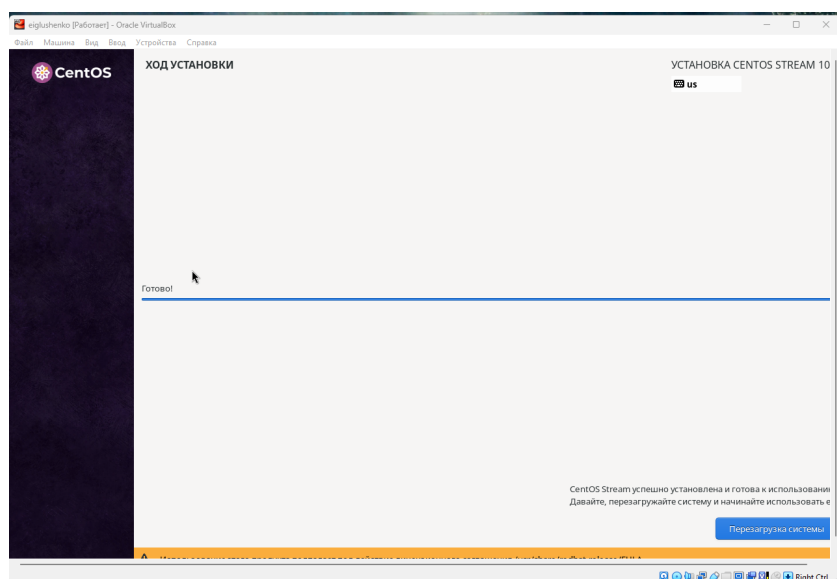 eiglushenko [Работает] - Oracle VirtualBox
Файл Машина Вид Ввод Устройства Справка
CentOS
ХОД УСТАНОВКИ
УСТАНОВКА CENTOS STREAM 10
us
Готово!
CentOS Stream успешно установлена и готова к использовани
Давайте, перезагружайте систему и начинайте использовать е
Перезагрузка системы
Right Ctrl